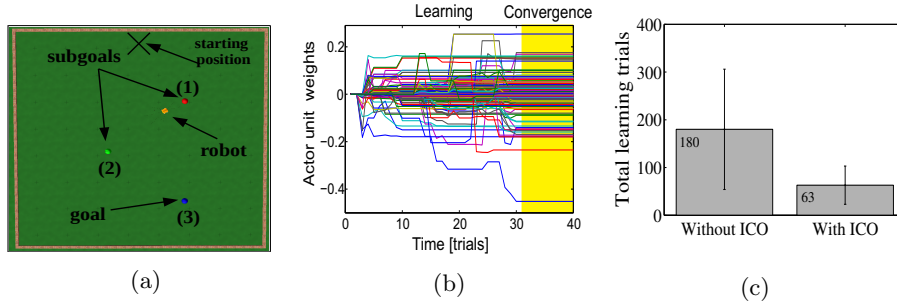 starting
position
subgoals
(1)
robot
(2)
goal
(3)
(a)
Learning Convergence
Actor unit weights
0.2
0
−0.2
−0.4
0 10 20 30 40
Time [trials]
(b)
Total learning trials
400
300
200
100
0
180
63
Without ICO With ICO
(c)